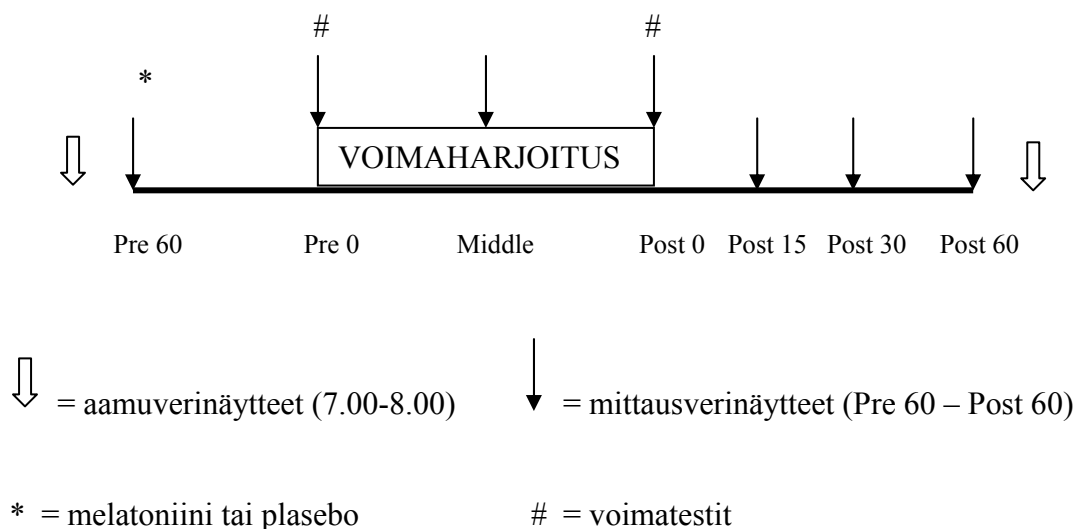 # #
*
VOIMAHARJOITUS
Pre 60 Pre 0 Middle Post 0 Post 15 Post 30 Post 60
= aamuverinäytteet (7.00-8.00) = mittausverinäytteet (Pre 60 – Post 60)
* = melatoniini tai plasebo # = voimatestit